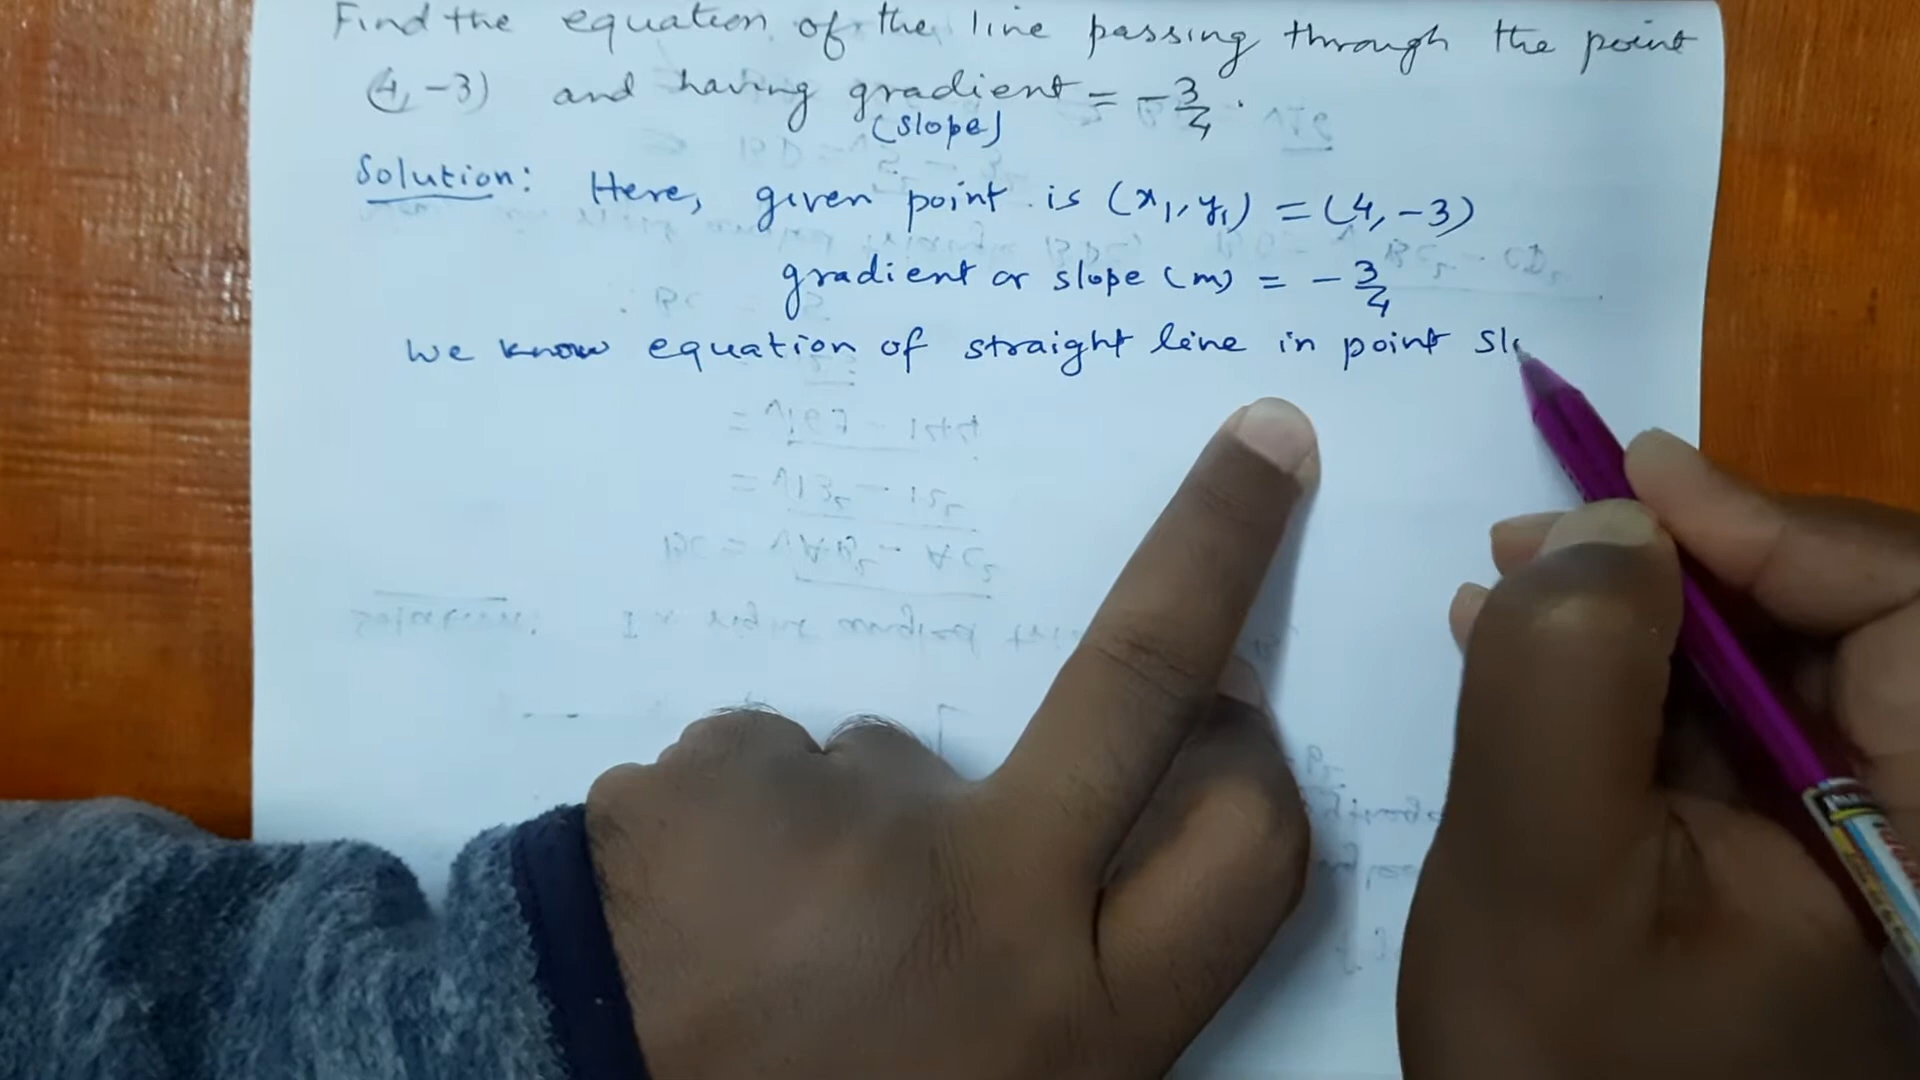 Find the equation of the line passing through the point
(4, -3) and having gradient = -3/4.
(slope)
Solution: Here, given point is (x₁, y₁) = (4, -3)
gradient or slope (m) = -3/4
We know equation of straight line in point slo